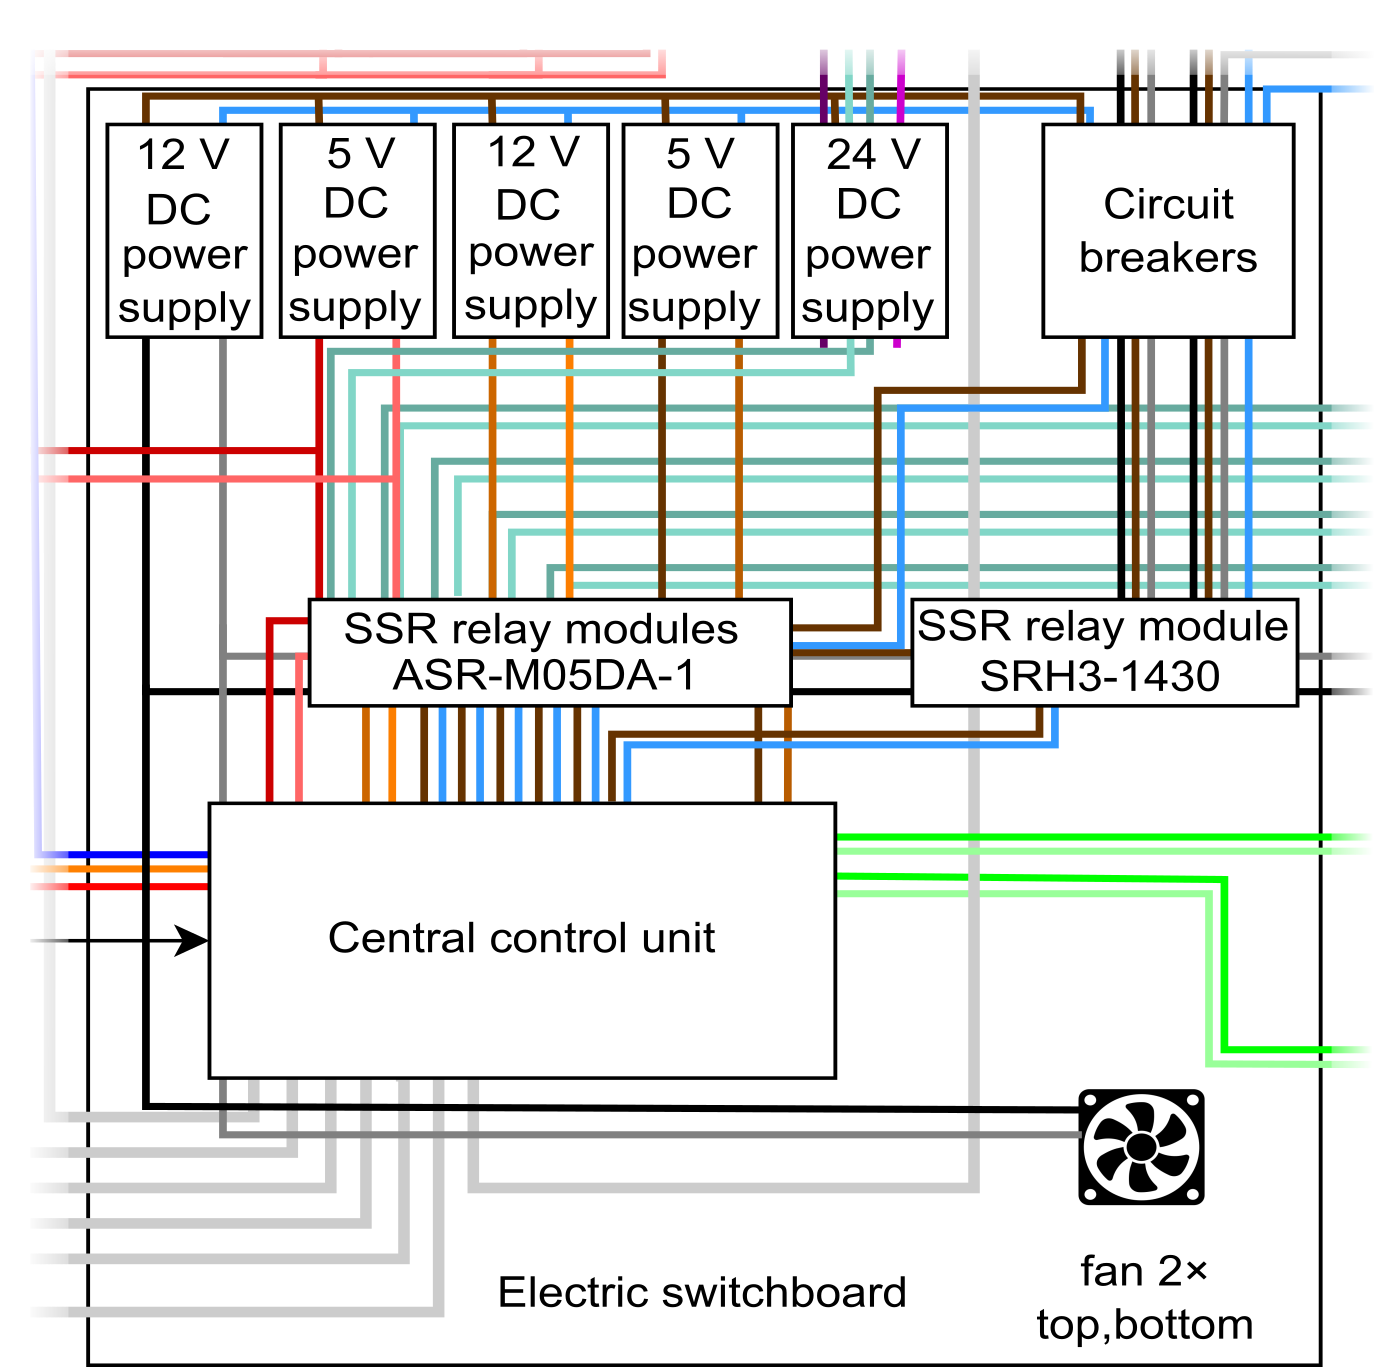 12 V
DC
power
supply
5 V
DC
power
supply
12 V
DC
power
supply
5 V
DC
power
supply
24 V
DC
power
supply
Circuit
breakers
SSR relay modules
ASR-M05DA-1
SSR relay module
SRH3-1430
Central control unit
Electric switchboard
fan 2×
top,bottom